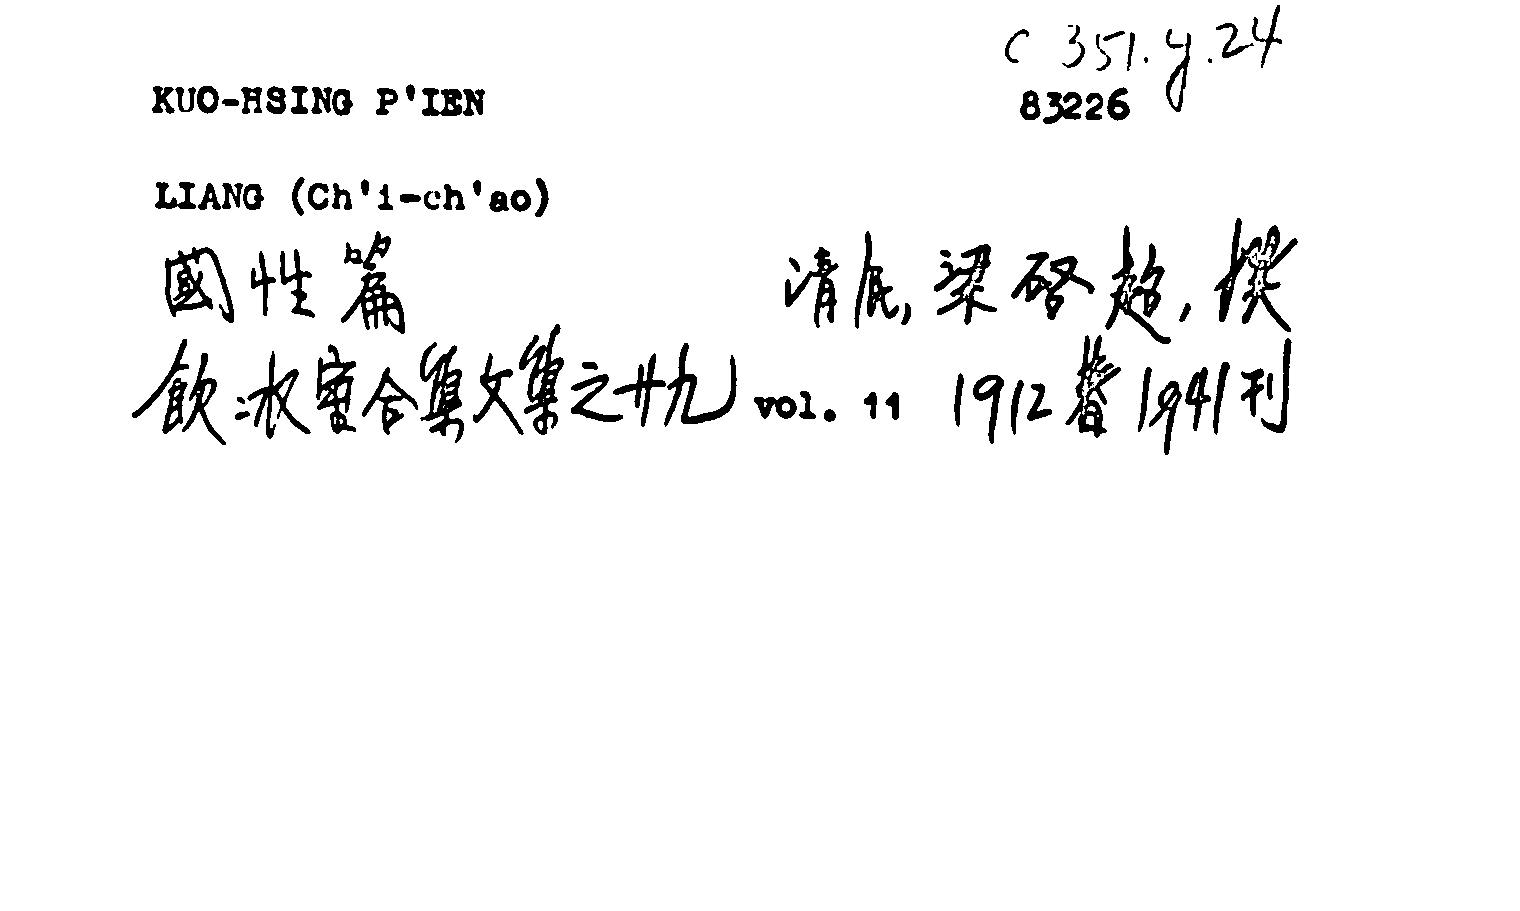 C 351.y.24
KUO-HSING P'IEN 83226
LIANG (Ch'i-ch'ao)
國性篇 清 民, 梁啓超, 撰
飲冰室合集文集之廿九 vol. 11 1912著 1941刊